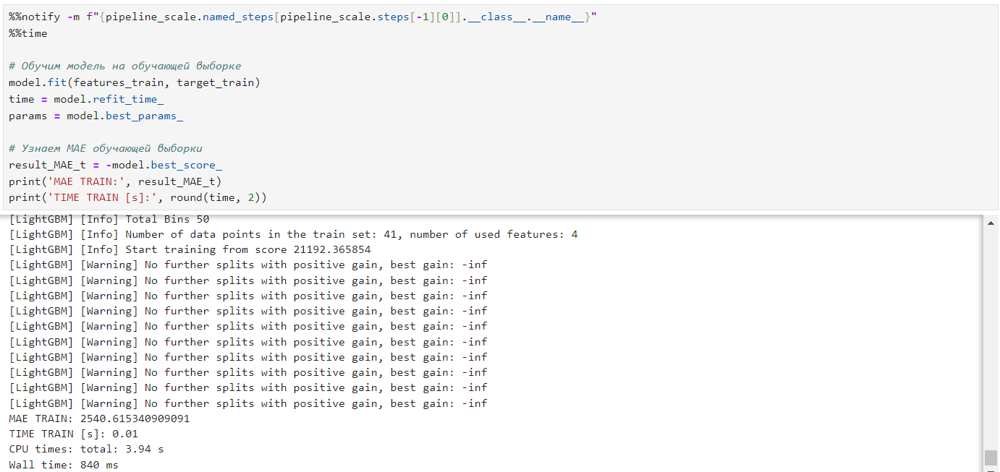 %%notify -m f"{pipeline_scale.named_steps[pipeline_scale.steps[-1][0]].__class__.__name__}"
%%time
# Обучим модель на обучающей выборке
model.fit(features_train, target_train)
time = model.refit_time_
params = model.best_params_
# Узнаем MAE обучающей выборки
result_MAE_t = -model.best_score_
print('MAE TRAIN:', result_MAE_t)
print('TIME TRAIN [s]:', round(time, 2))
[LightGBM] [Info] Total Bins 50
[LightGBM] [Info] Number of data points in the train set: 41, number of used features: 4
[LightGBM] [Info] Start training from score 21192.365854
[LightGBM] [Warning] No further splits with positive gain, best gain: -inf
[LightGBM] [Warning] No further splits with positive gain, best gain: -inf
[LightGBM] [Warning] No further splits with positive gain, best gain: -inf
[LightGBM] [Warning] No further splits with positive gain, best gain: -inf
[LightGBM] [Warning] No further splits with positive gain, best gain: -inf
[LightGBM] [Warning] No further splits with positive gain, best gain: -inf
[LightGBM] [Warning] No further splits with positive gain, best gain: -inf
[LightGBM] [Warning] No further splits with positive gain, best gain: -inf
[LightGBM] [Warning] No further splits with positive gain, best gain: -inf
[LightGBM] [Warning] No further splits with positive gain, best gain: -inf
MAE TRAIN: 2540.615340909091
TIME TRAIN [s]: 0.01
CPU times: total: 3.94 s
Wall time: 840 ms